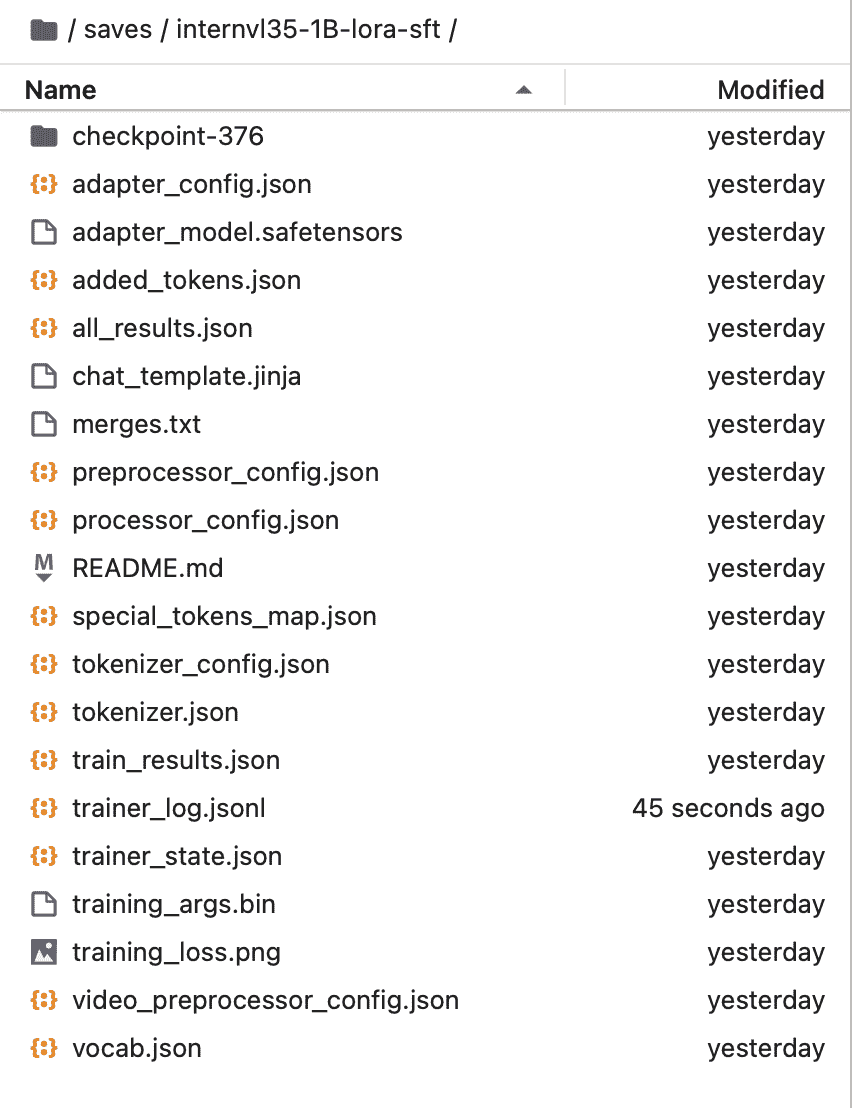 / saves / internvl35-1B-lora-sft /
Name Modified
checkpoint-376 yesterday
adapter_config.json yesterday
adapter_model.safetensors yesterday
added_tokens.json yesterday
all_results.json yesterday
chat_template.jinja yesterday
merges.txt yesterday
preprocessor_config.json yesterday
processor_config.json yesterday
README.md yesterday
special_tokens_map.json yesterday
tokenizer_config.json yesterday
tokenizer.json yesterday
train_results.json yesterday
trainer_log.jsonl 45 seconds ago
trainer_state.json yesterday
training_args.bin yesterday
training_loss.png yesterday
video_preprocessor_config.json yesterday
vocab.json yesterday